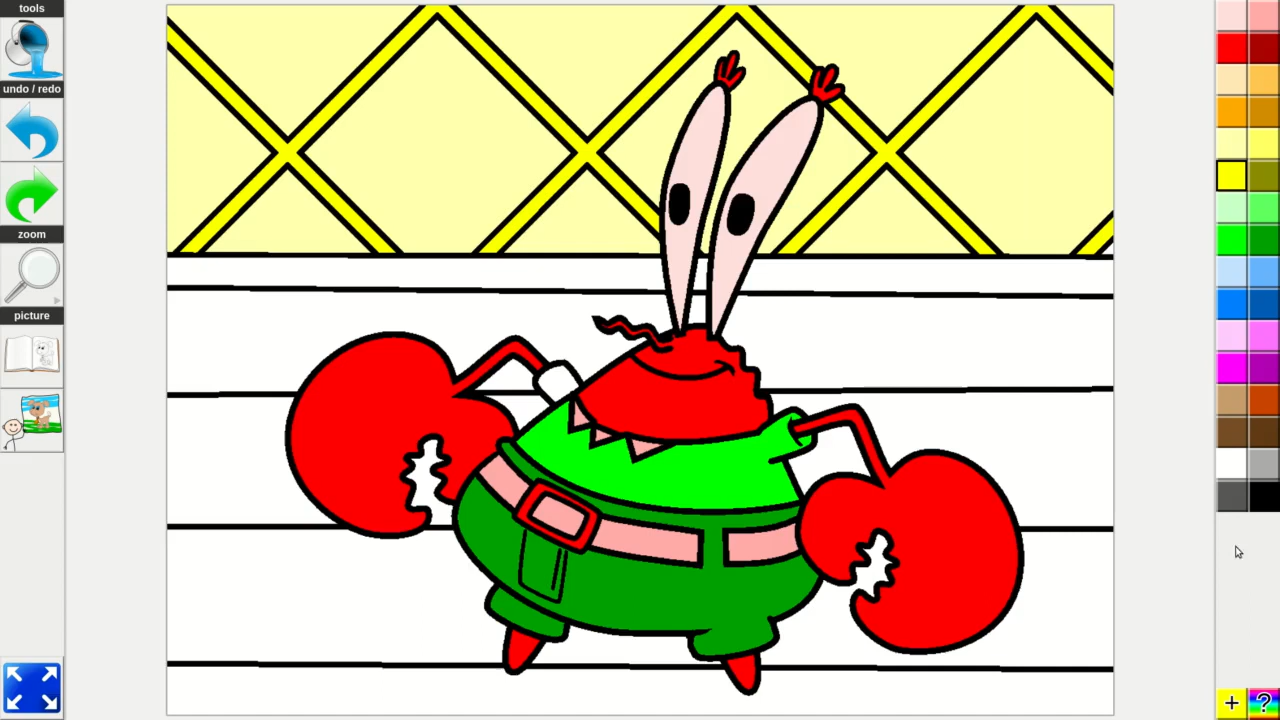 tools
undo / redo
zoom
picture
+
?